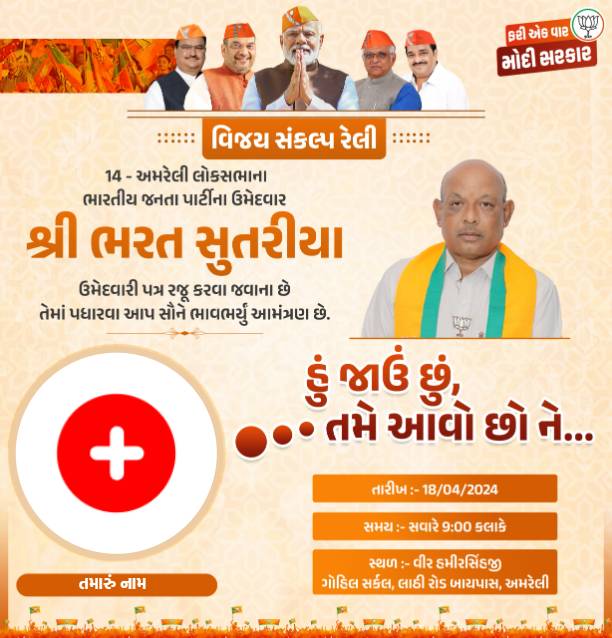 ફરી એક વાર
મોદી સરકાર
વિજય સંકલ્પ રેલી
14 - અમરેલી લોકસભાના
ભારતીય જનતા પાર્ટીના ઉમેદવાર
શ્રી ભરત સુતરીયા
ઉમેદવારી પત્ર રજૂ કરવા જવાના છે
તેમાં પધારવા આપ સૌને ભાવભર્યું આમંત્રણ છે.
હું જાઉં છું,
તમે આવો છો ને...
તારીખ :- 18/04/2024
સમય :- સવારે 9:00 કલાકે
સ્થળ :- વીર હમીરસિંહજી
ગોહિલ સર્કલ, લાઠી રોડ બાયપાસ, અમરેલી
તમારું નામ